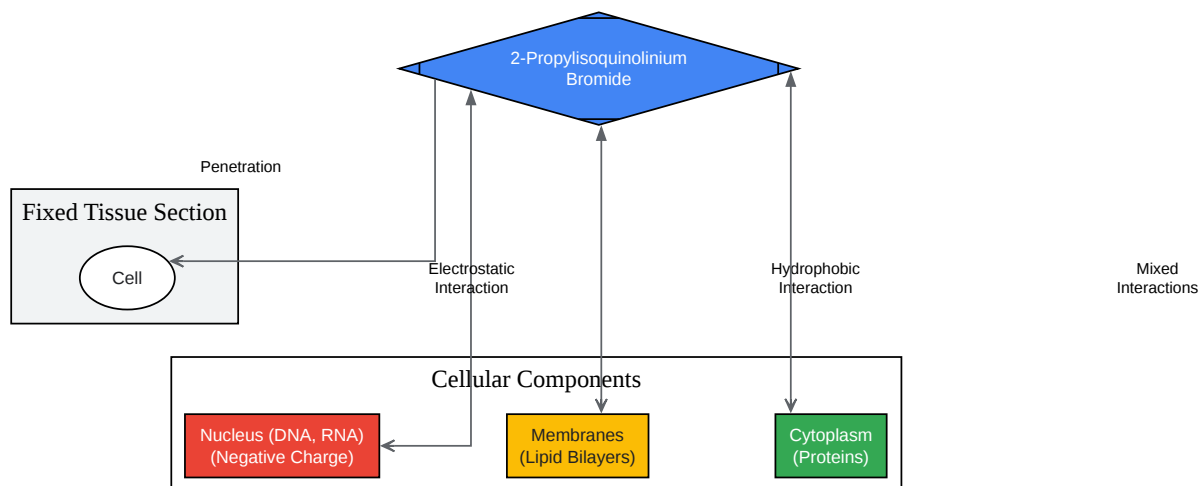 2-Propylisoquinolinium
Bromide
Penetration
Fixed Tissue Section
Cell
Electrostatic
Interaction
Hydrophobic
Interaction
Mixed
Interactions
Cellular Components
Nucleus (DNA, RNA)
(Negative Charge)
Membranes
(Lipid Bilayers)
Cytoplasm
(Proteins)